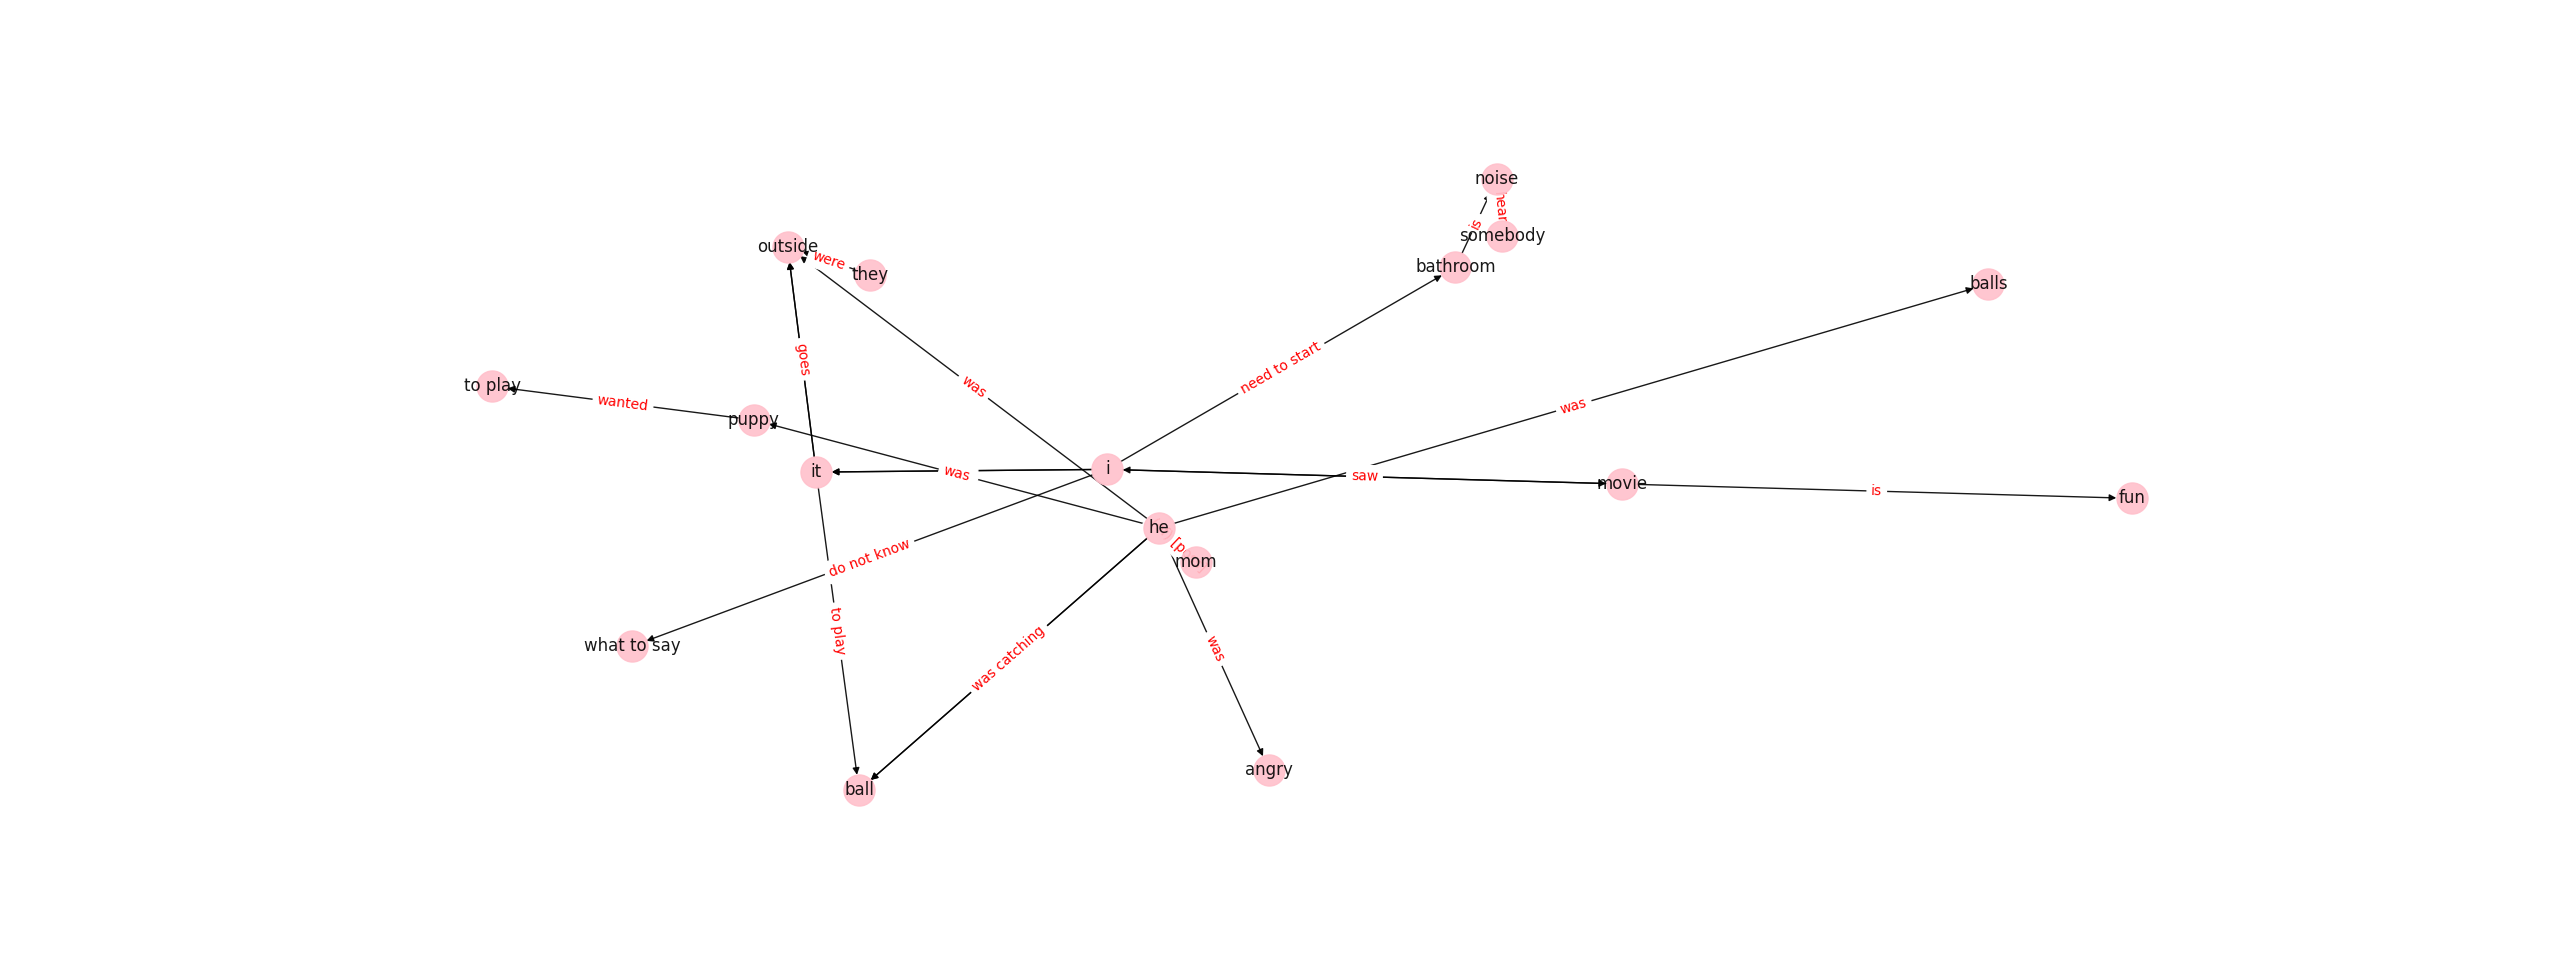 noise
is
somebody
outside
were
they
bathroom
balls
goes
need to start
to play
wanted
was
was
puppy
it
was
i
saw
movie
is
fun
he
mom
do not know
what to say
to play
was catching
was
ball
angry